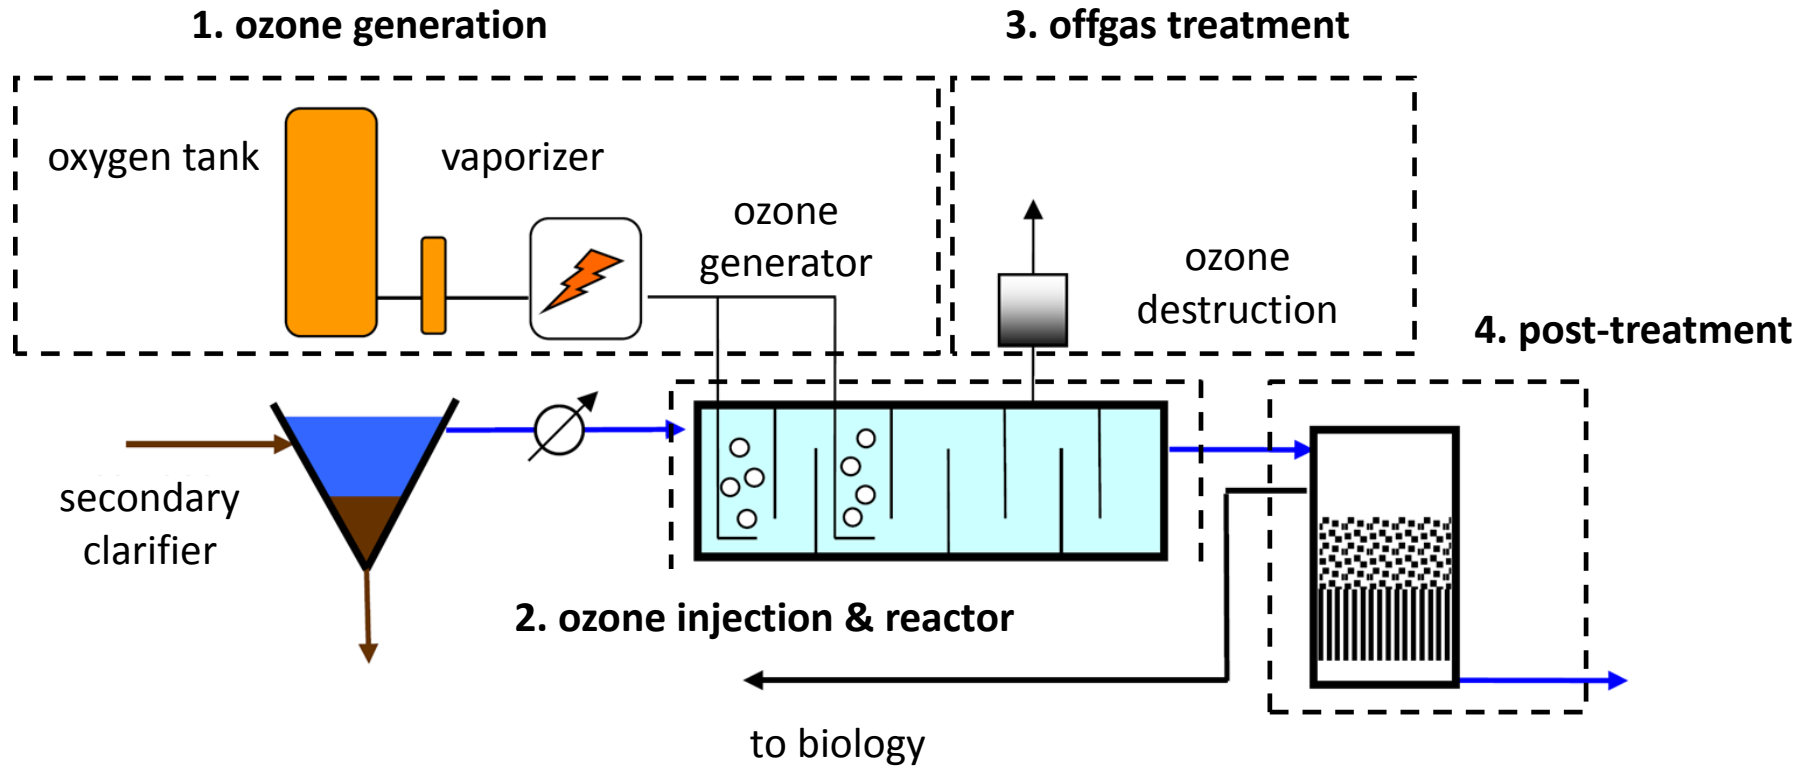 1. ozone generation
3. offgas treatment
oxygen tank
vaporizer
ozone
generator
ozone
destruction
4. post-treatment
secondary
clarifier
2. ozone injection & reactor
to biology